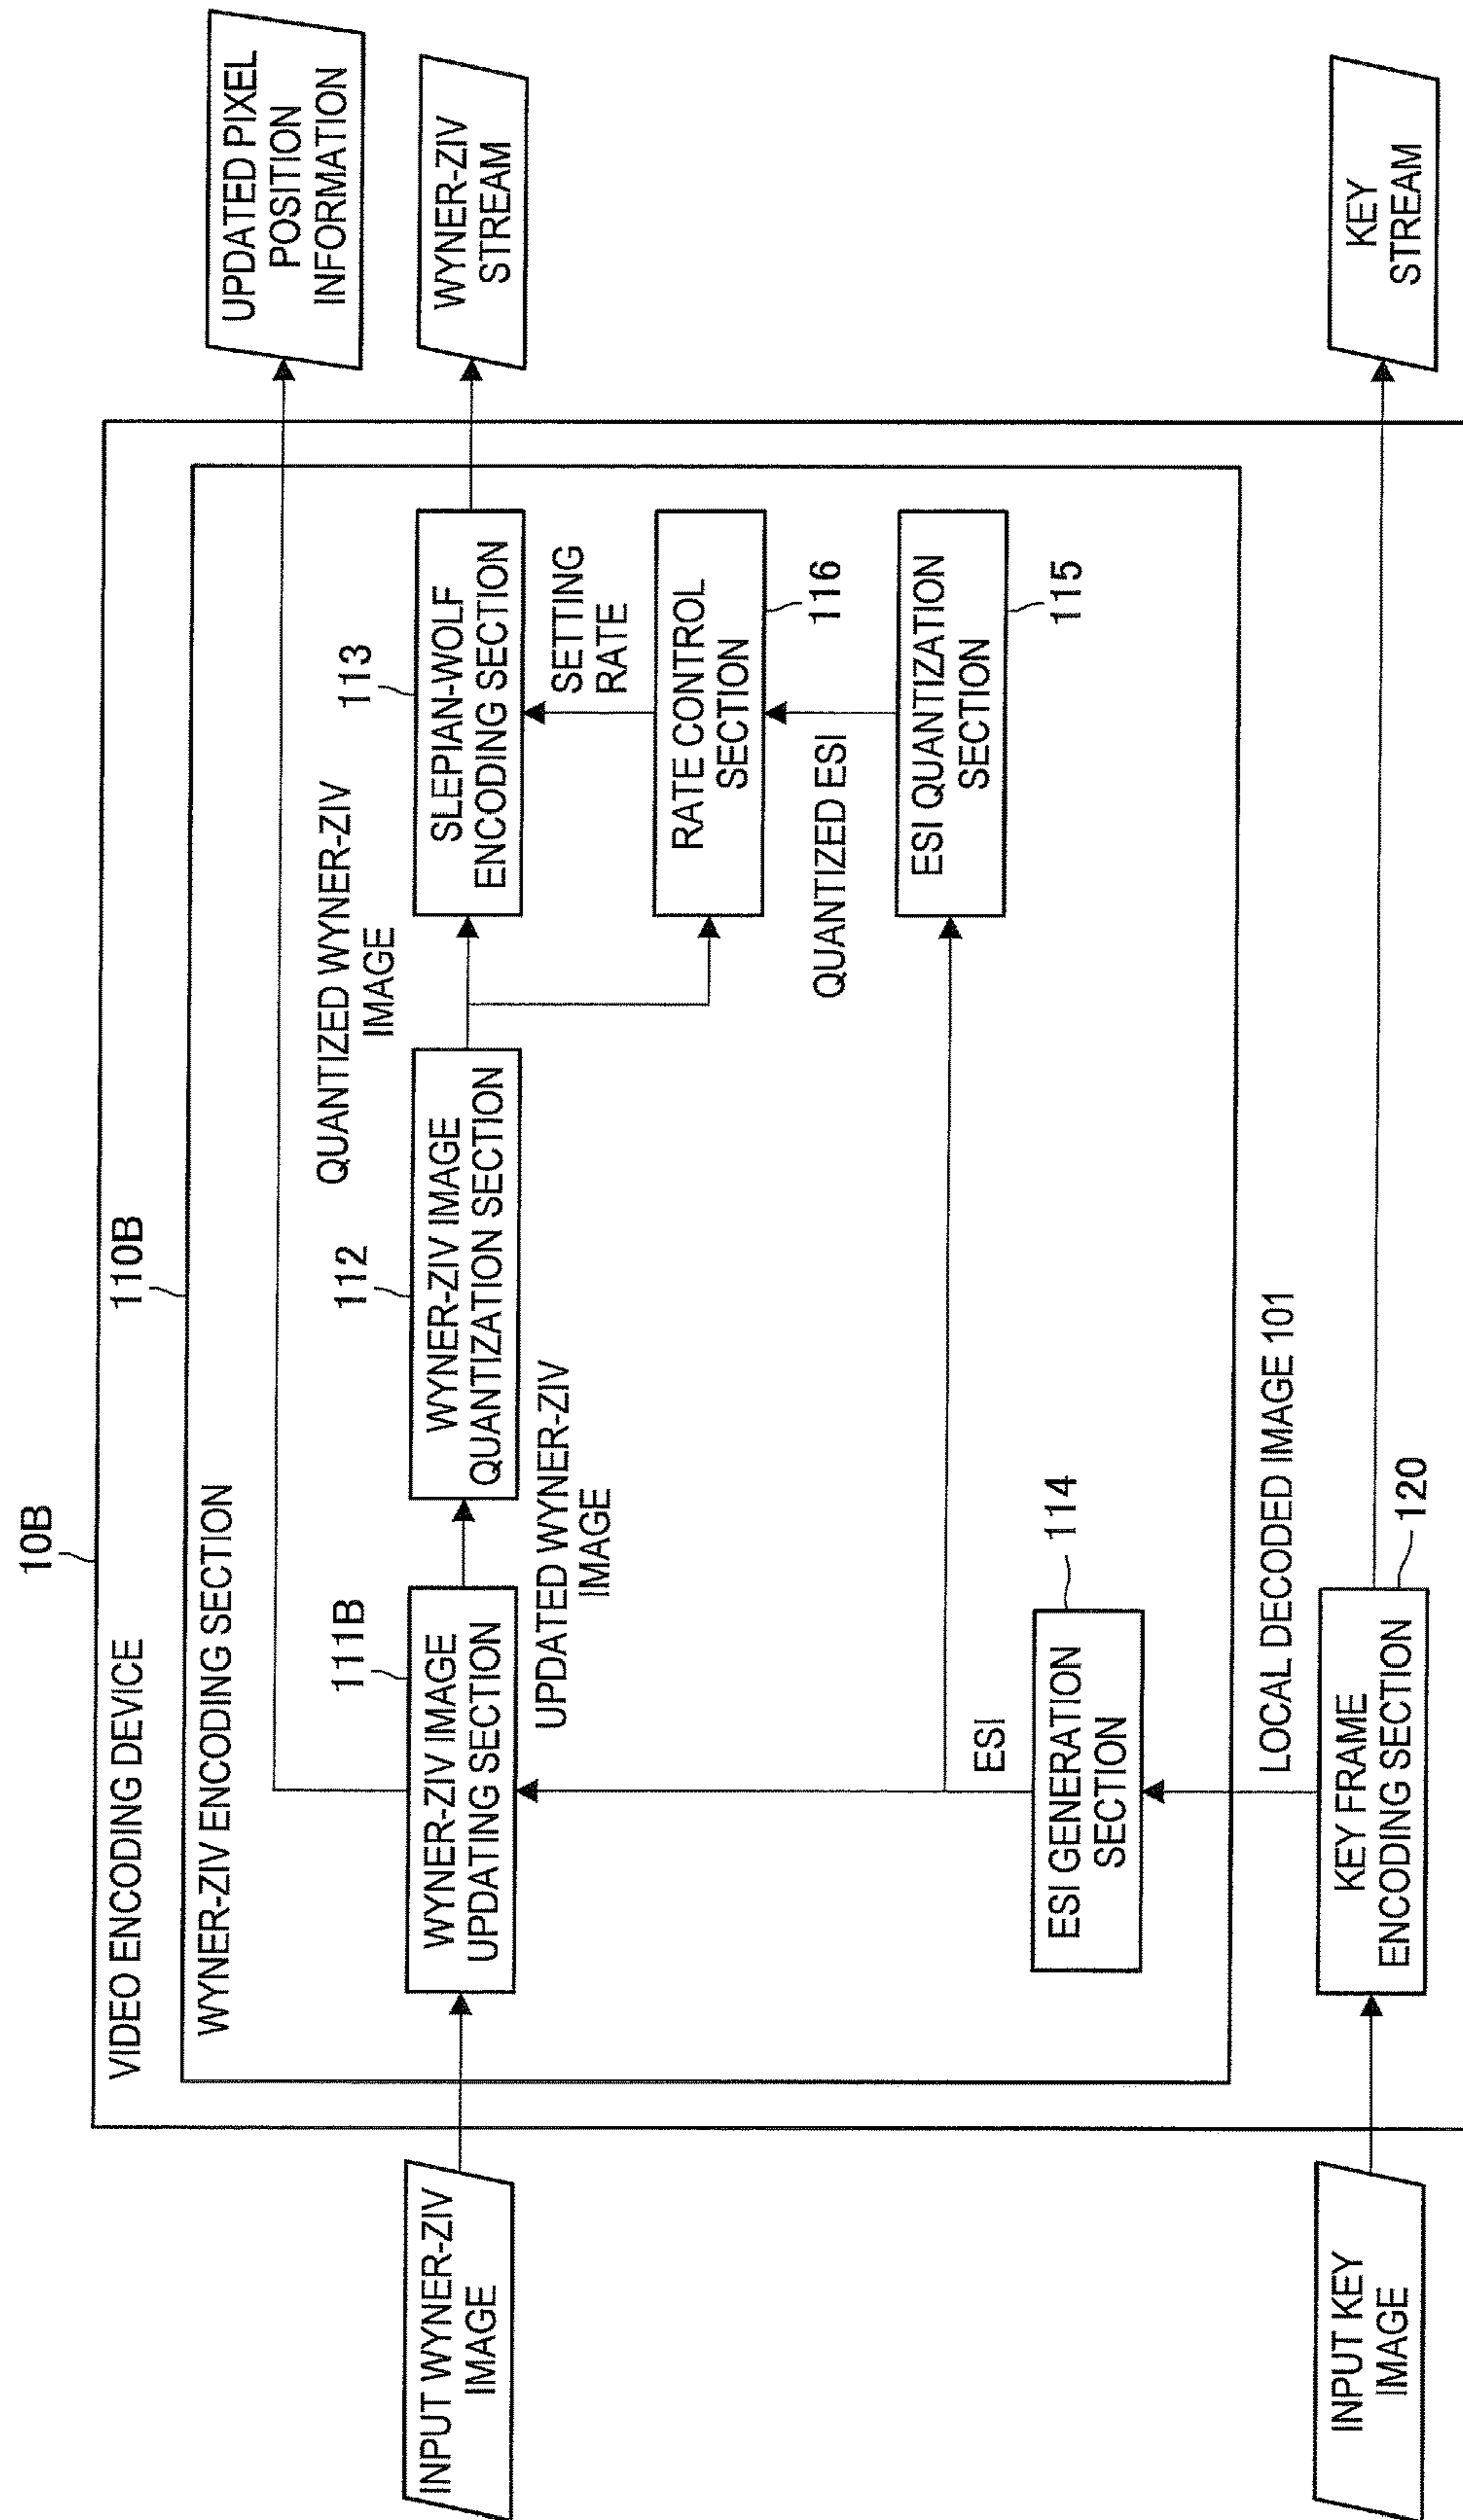 10B
VIDEO ENCODING DEVICE
110B
WYNER-ZIV ENCODING SECTION
INPUT WYNER-ZIV
IMAGE
111B
WYNER-ZIV IMAGE
UPDATING SECTION
UPDATED WYNER-ZIV
IMAGE
112
WYNER-ZIV IMAGE
QUANTIZATION SECTION
QUANTIZED WYNER-ZIV
IMAGE
113
SLEPIAN-WOLF
ENCODING SECTION
SETTING
RATE
RATE CONTROL
SECTION
116
QUANTIZED ESI
ESI QUANTIZATION
SECTION
115
ESI
ESI GENERATION
SECTION
114
LOCAL DECODED IMAGE 101
INPUT KEY
IMAGE
KEY FRAME
ENCODING SECTION
120
UPDATED PIXEL
POSITION
INFORMATION
WYNER-ZIV
STREAM
KEY
STREAM